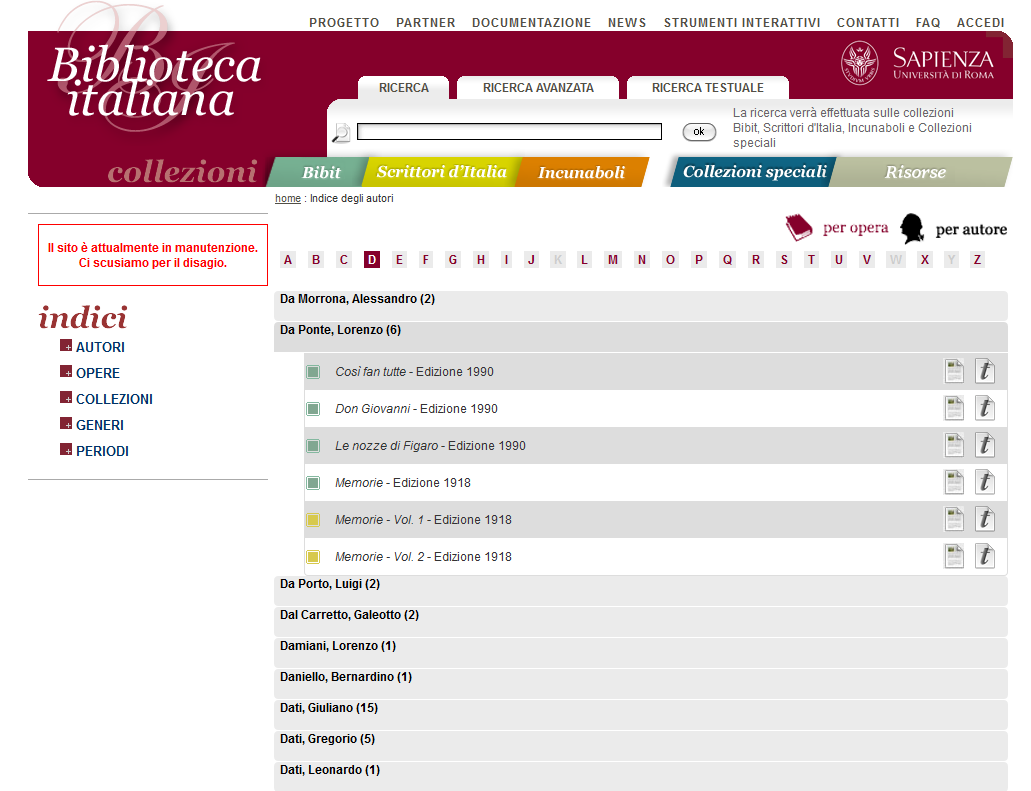 PROGETTO PARTNER DOCUMENTAZIONE NEWS STRUMENTI INTERATTIVI CONTATTI FAQ ACCEDI
Biblioteca
italiana
SAPIENZA
UNIVERSITÀ DI ROMA
RICERCA RICERCA AVANZATA RICERCA TESTUALE
ok
La ricerca verrà effettuata sulle collezioni
Bibit, Scrittori d'Italia, Incunaboli e Collezioni
speciali
collezioni Bibit Scrittori d'Italia Incunaboli Collezioni speciali Risorse
home : Indice degli autori
Il sito è attualmente in manutenzione.
Ci scusiamo per il disagio.
per opera per autore
A B C D E F G H I J K L M N O P Q R S T U V W X Y Z
indici
AUTORI
OPERE
COLLEZIONI
GENERI
PERIODI
Da Morrona, Alessandro (2)
Da Ponte, Lorenzo (6)
Così fan tutte - Edizione 1990 t
Don Giovanni - Edizione 1990 t
Le nozze di Figaro - Edizione 1990 t
Memorie - Edizione 1918 t
Memorie - Vol. 1 - Edizione 1918 t
Memorie - Vol. 2 - Edizione 1918 t
Da Porto, Luigi (2)
Dal Carretto, Galeotto (2)
Damiani, Lorenzo (1)
Daniello, Bernardino (1)
Dati, Giuliano (15)
Dati, Gregorio (5)
Dati, Leonardo (1)